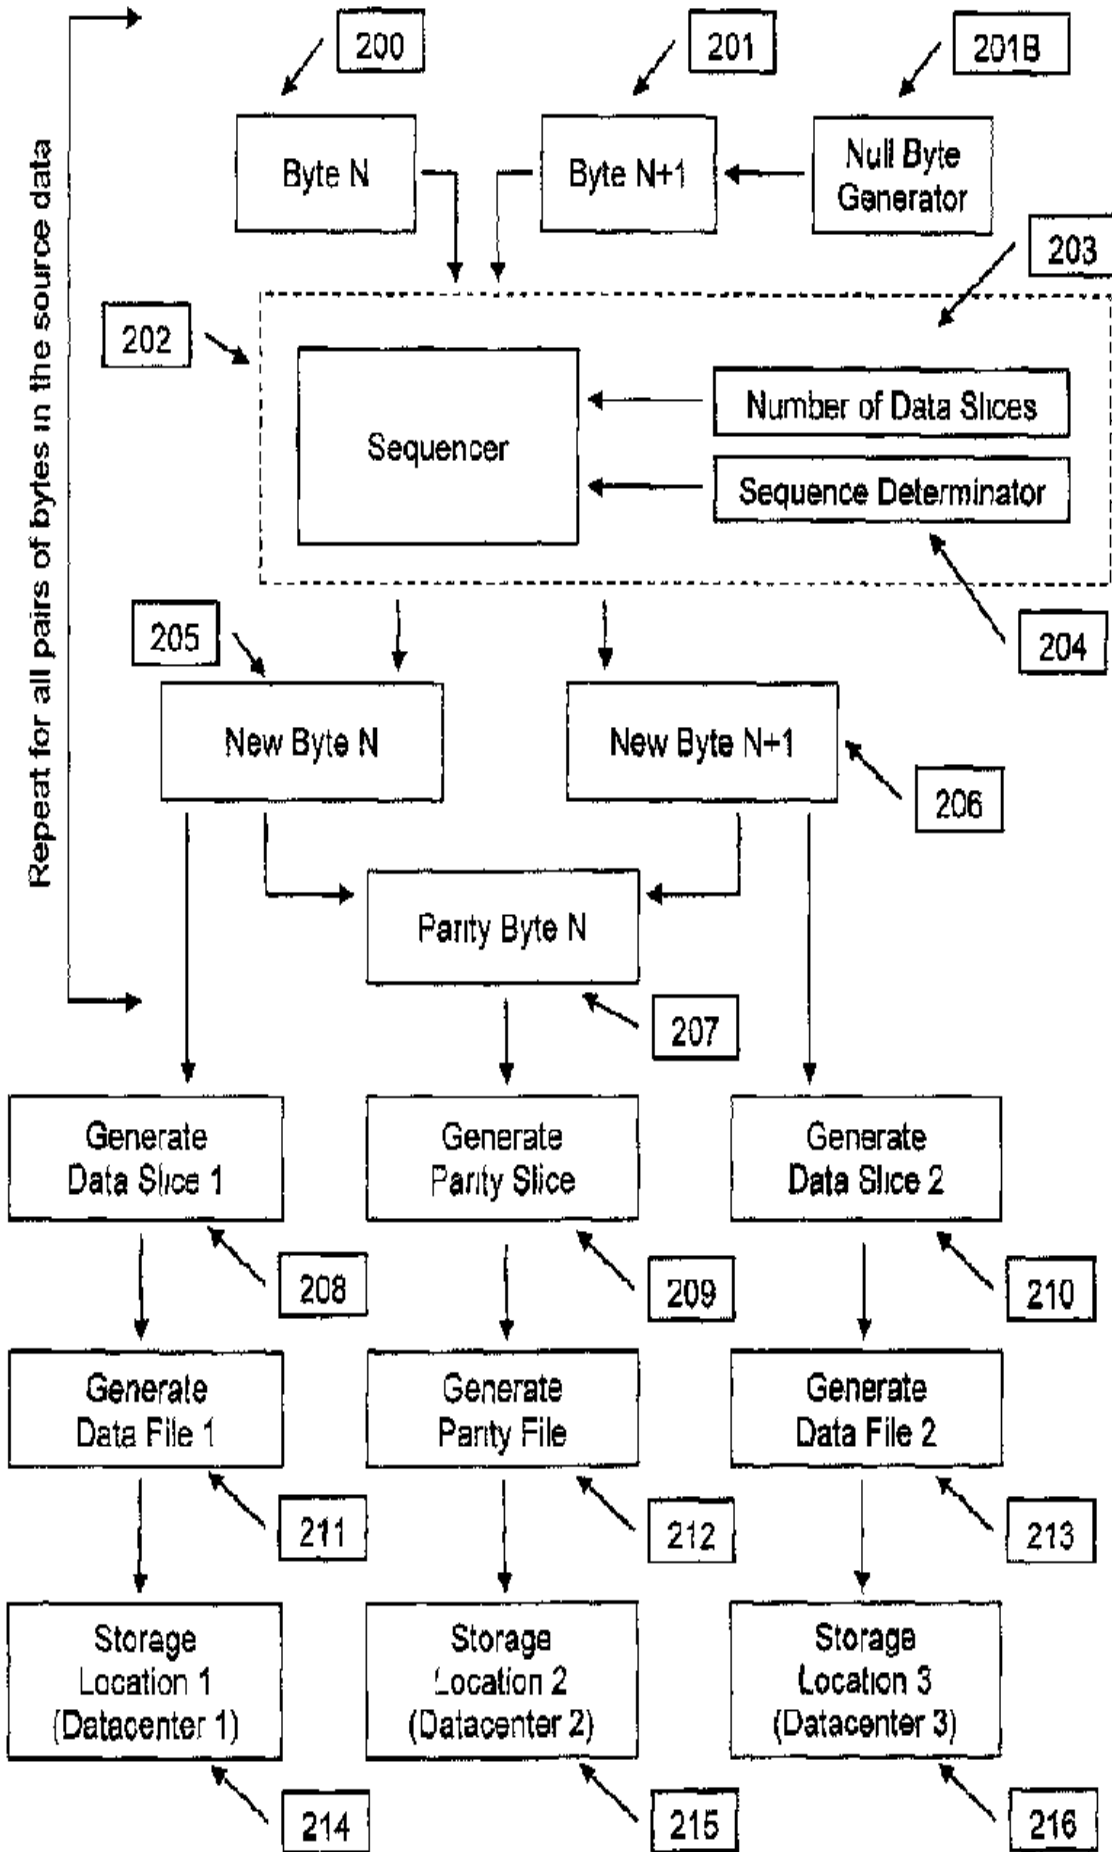 200
201
201B
Byte N
Byte N+1
Null Byte
Generator
203
202
Number of Data Slices
Sequencer
Sequence Determinator
205
204
New Byte N
New Byte N+1
206
Parity Byte N
207
Repeat for all pairs of bytes in the source data
Generate
Data Slice 1
Generate
Parity Slice
Generate
Data Slice 2
208
209
210
Generate
Data File 1
Generate
Parity File
Generate
Data File 2
211
212
213
Storage
Location 1
(Datacenter 1)
Storage
Location 2
(Datacenter 2)
Storage
Location 3
(Datacenter 3)
214
215
216